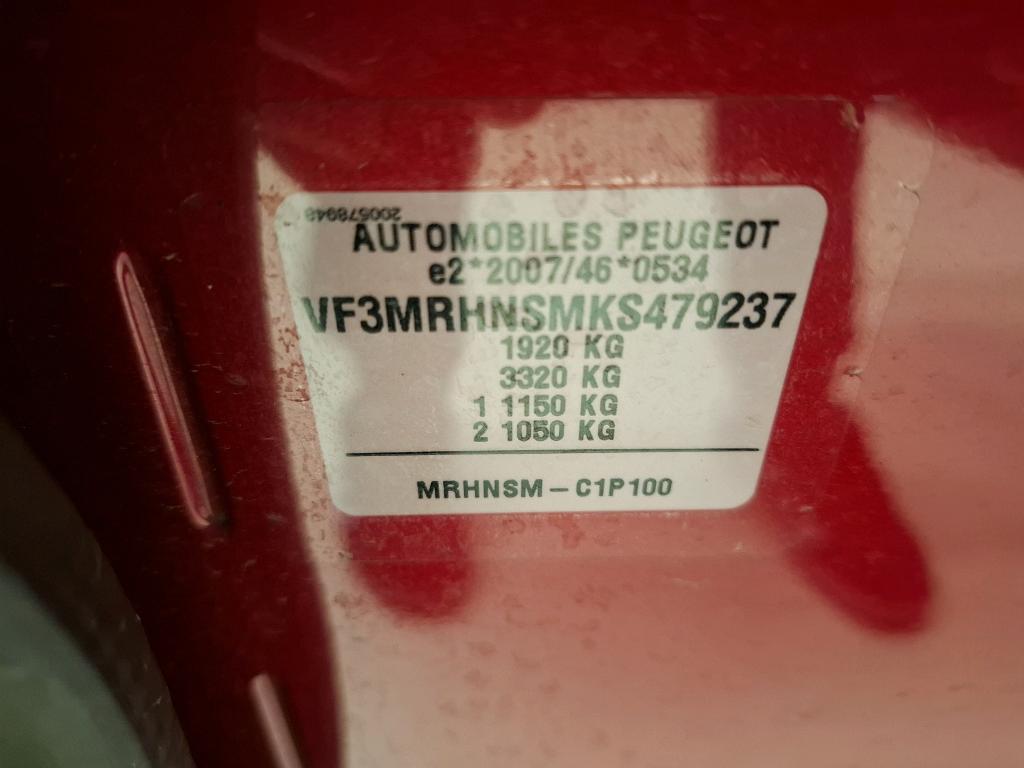 200578948
AUTOMOBILES PEUGEOT
e2*2007/46*0534
VF3MRHNSMKS479237
1920 KG
3320 KG
1 1150 KG
2 1050 KG
MRHNSM – C1P100